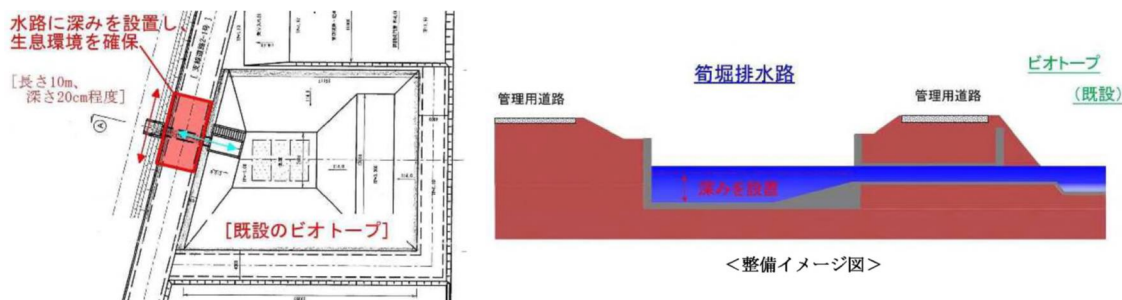 水路に深みを設置し、
生息環境を確保
[長さ10m、
深さ20cm程度]
[既設のビオトープ]
筍堀排水路
ビオトープ
(既設)
管理用道路
管理用道路
深みを設置
<整備イメージ図>